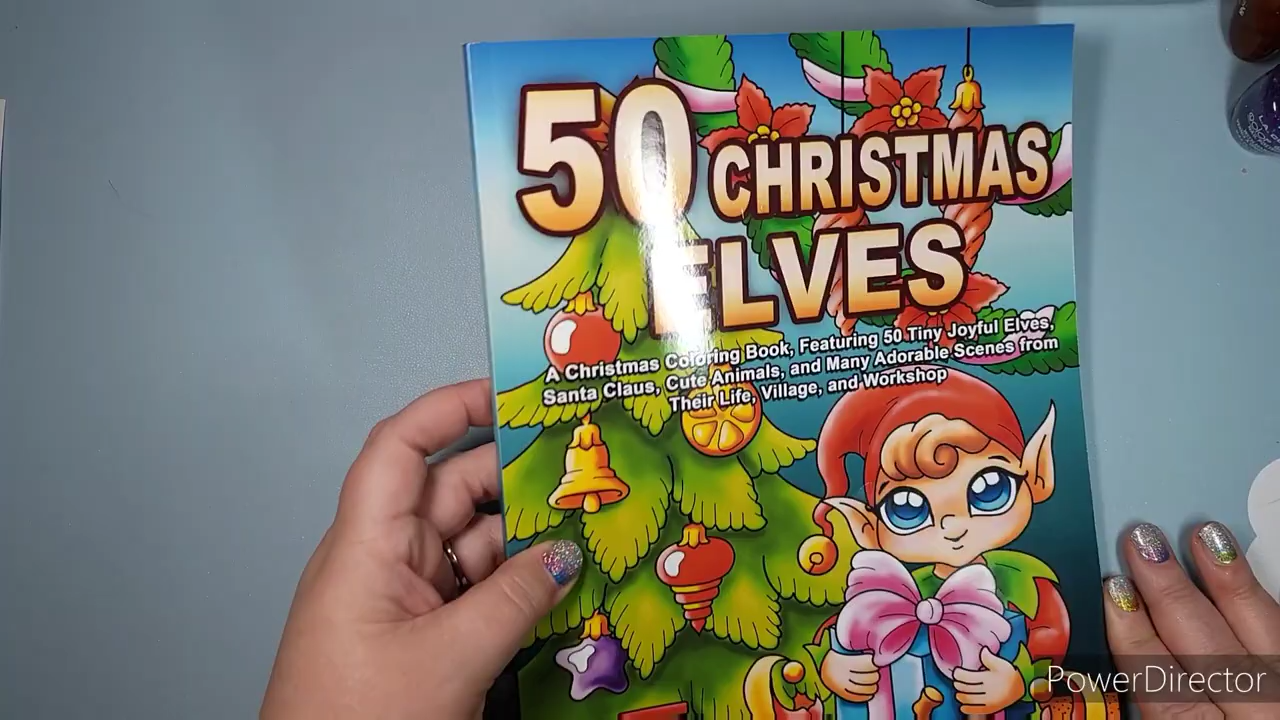 50 CHRISTMAS
ELVES
A Christmas Coloring Book, Featuring 50 Tiny Joyful Elves,
Santa Claus, Cute Animals, and Many Adorable Scenes from
Their Life, Village, and Workshop
PowerDirector